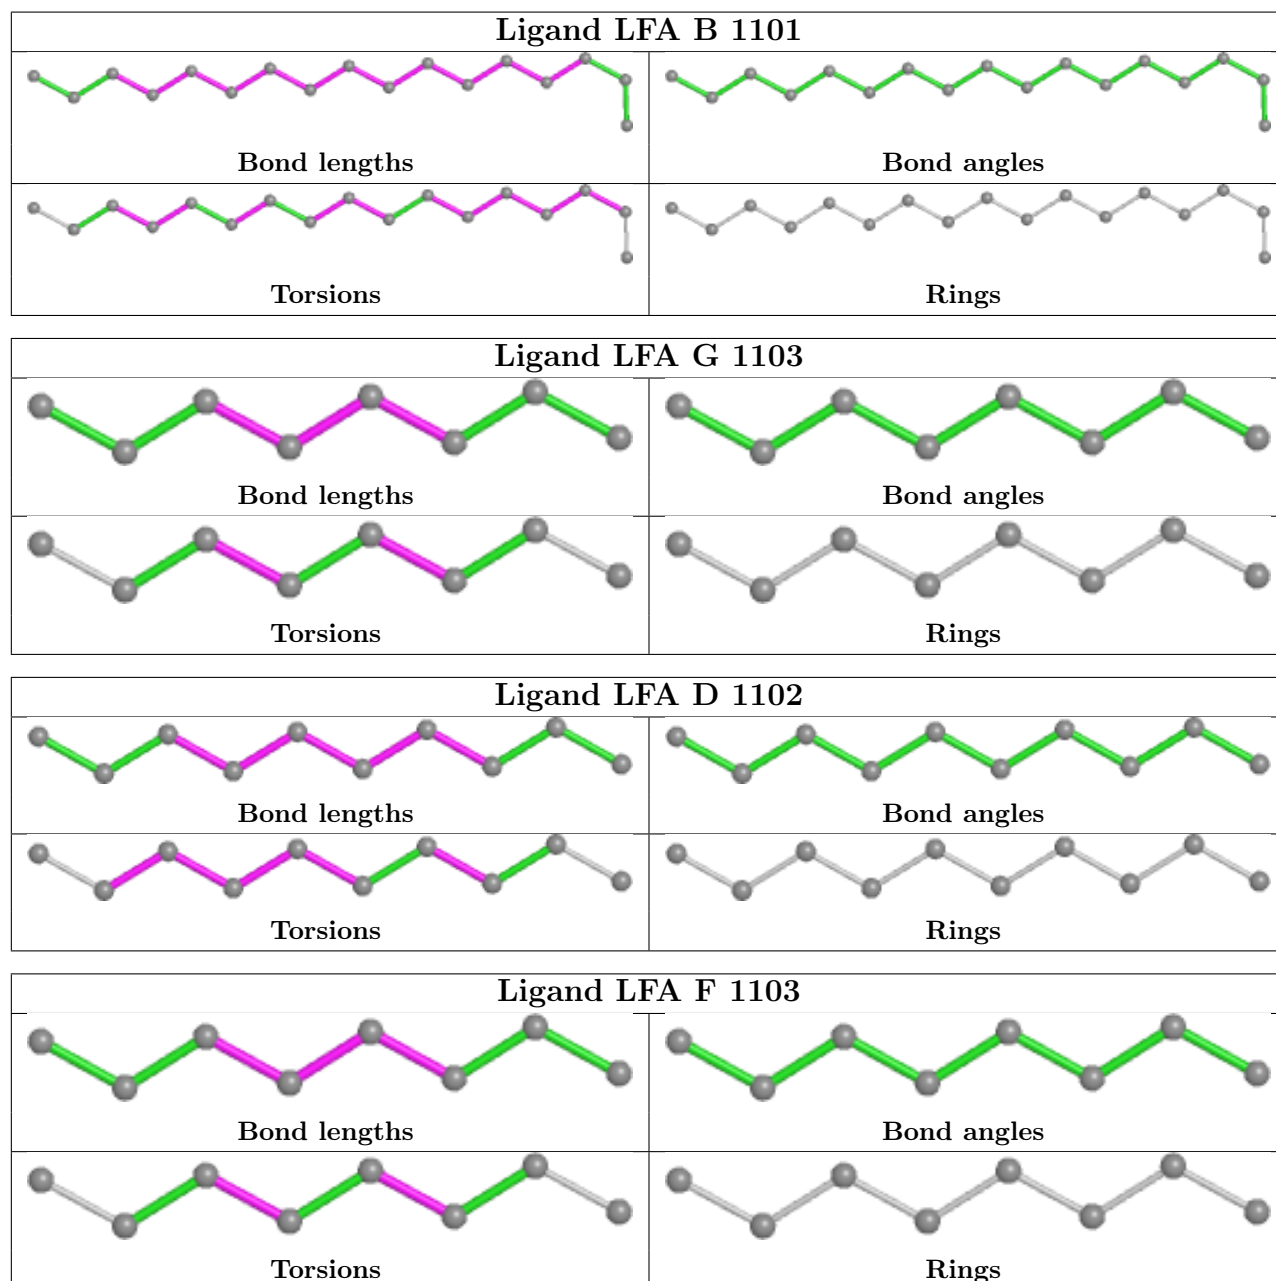 Ligand LFA B 1101
Bond lengths
Bond angles
Torsions
Rings
Ligand LFA G 1103
Bond lengths
Bond angles
Torsions
Rings
Ligand LFA D 1102
Bond lengths
Bond angles
Torsions
Rings
Ligand LFA F 1103
Bond lengths
Bond angles
Torsions
Rings